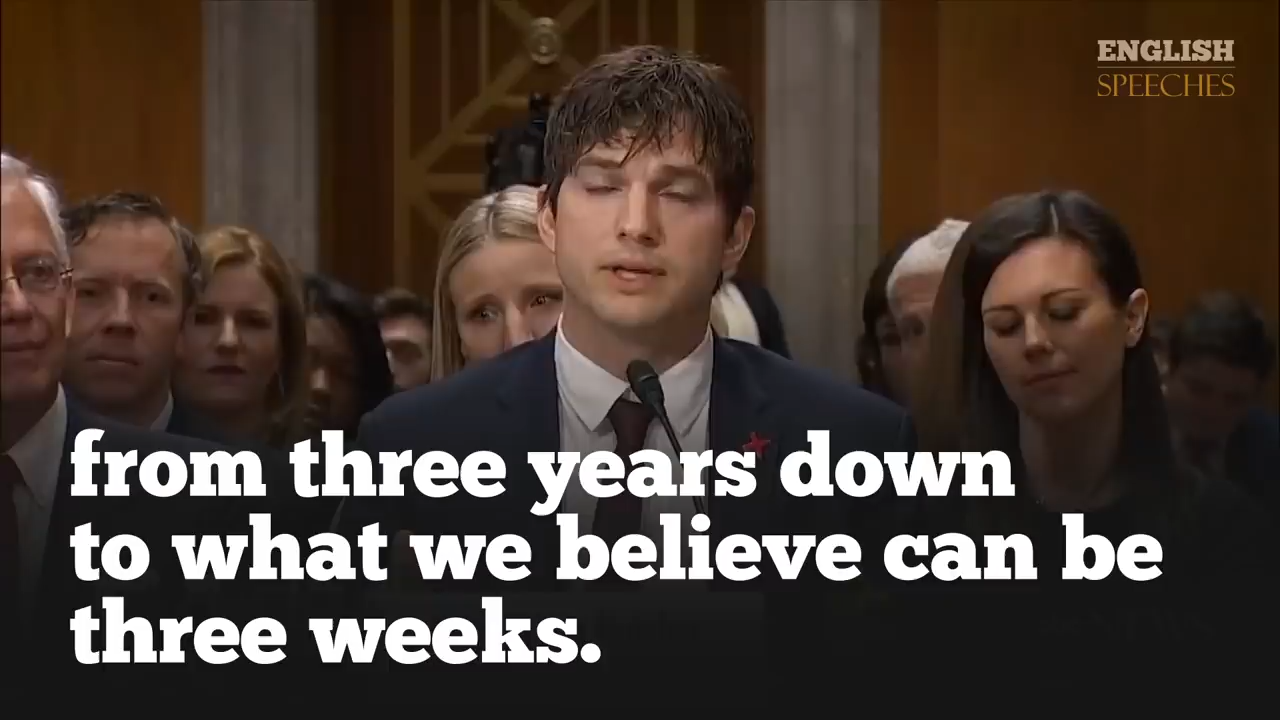 ENGLISH
SPEECHES
from three years down
to what we believe can be
three weeks.